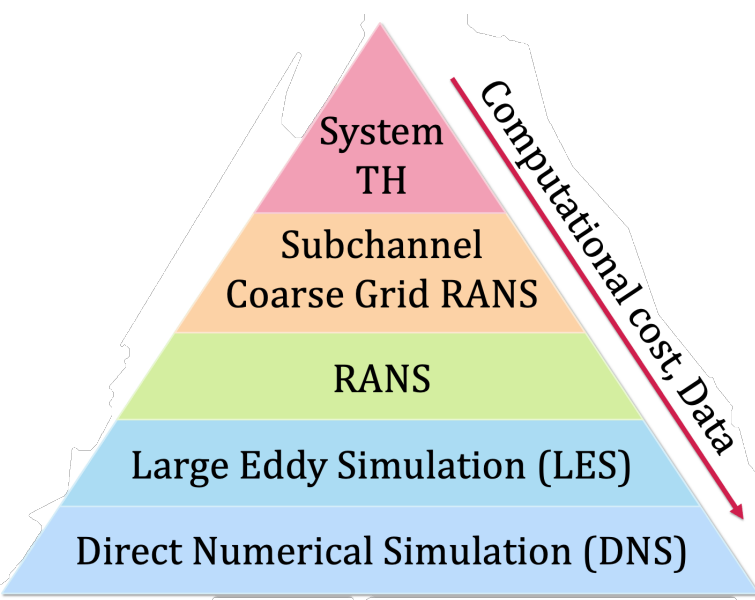 System
TH
Subchannel
Coarse Grid RANS
RANS
Large Eddy Simulation (LES)
Direct Numerical Simulation (DNS)
Computational cost, Data